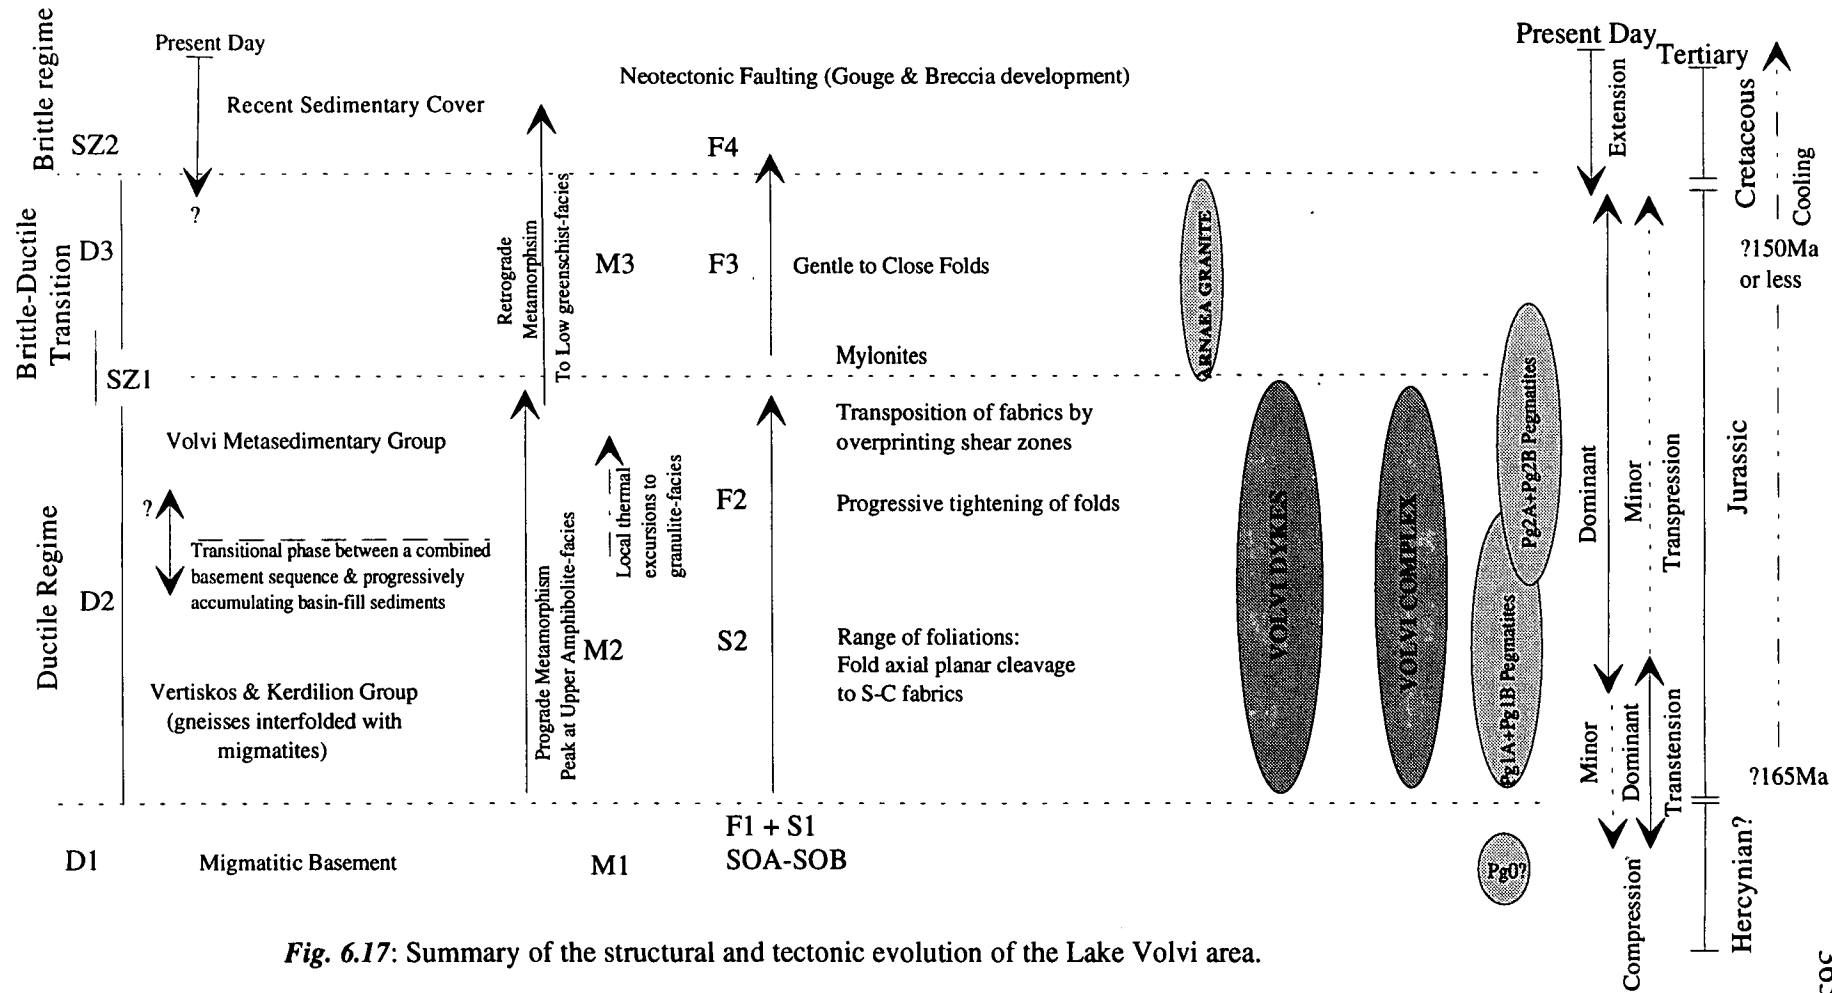 Present Day
Present Day
Tertiary
Brittle regime
Neotectonic Faulting (Gouge & Breccia development)
Recent Sedimentary Cover
Extension
Cretaceous
SZ2
F4
Cooling
?
Brittle-Ductile
Transition
D3
Retrograde
Metamorphsim
To Low greenschist-facies
M3
F3
Gentle to Close Folds
ARNAEA GRANITE
?150Ma
or less
Mylonites
SZ1
Ductile Regime
Volvi Metasedimentary Group
Transposition of fabrics by
overprinting shear zones
?
Transitional phase between a combined
basement sequence & progressively
accumulating basin-fill sediments
D2
Local thermal
excursions to
granulite-facies
F2
Progressive tightening of folds
VOLVI DYKES
VOLVI COMPLEX
Pg2A+Pg2B Pegmatites
Pg1A+Pg1B Pegmatites
Dominant
Minor
Transpression
Jurassic
Prograde Metamorphism
Peak at Upper Amphibolite-facies
M2
S2
Range of foliations:
Fold axial planar cleavage
to S-C fabrics
Vertiskos & Kerdilion Group
(gneisses interfolded with
migmatites)
Minor
Dominant
Transtension
?165Ma
F1 + S1
D1
Migmatitic Basement
M1
SOA-SOB
Pg0?
Compression
Hercynian?
Fig. 6.17: Summary of the structural and tectonic evolution of the Lake Volvi area.